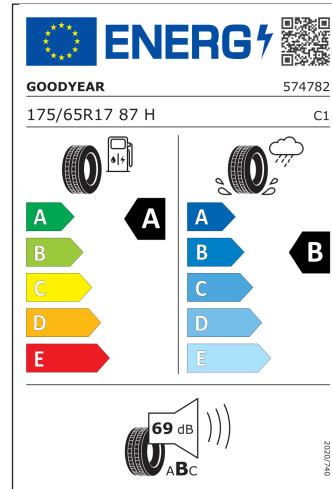 ENERG
GOODYEAR 574782
175/65R17 87 H C1
A A A
B B B
C C
D D
E E
69 dB
ABC
2020/740